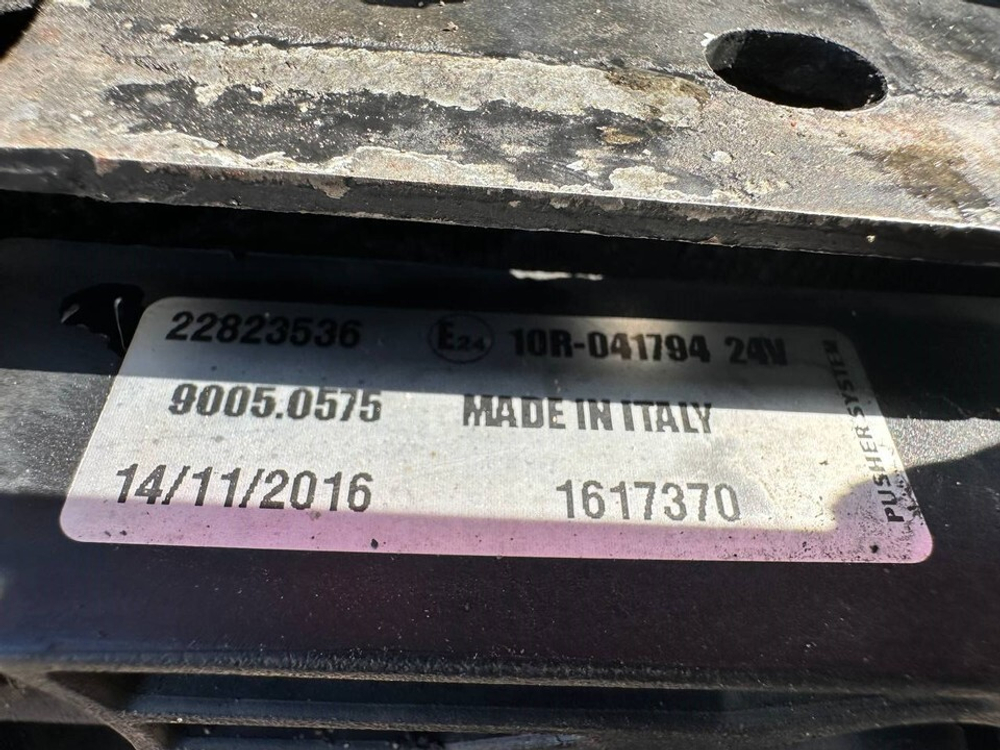 22823536 E24 10R-041794 24V
9005.0575 MADE IN ITALY
14/11/2016 1617370
PUSHER SYSTEM